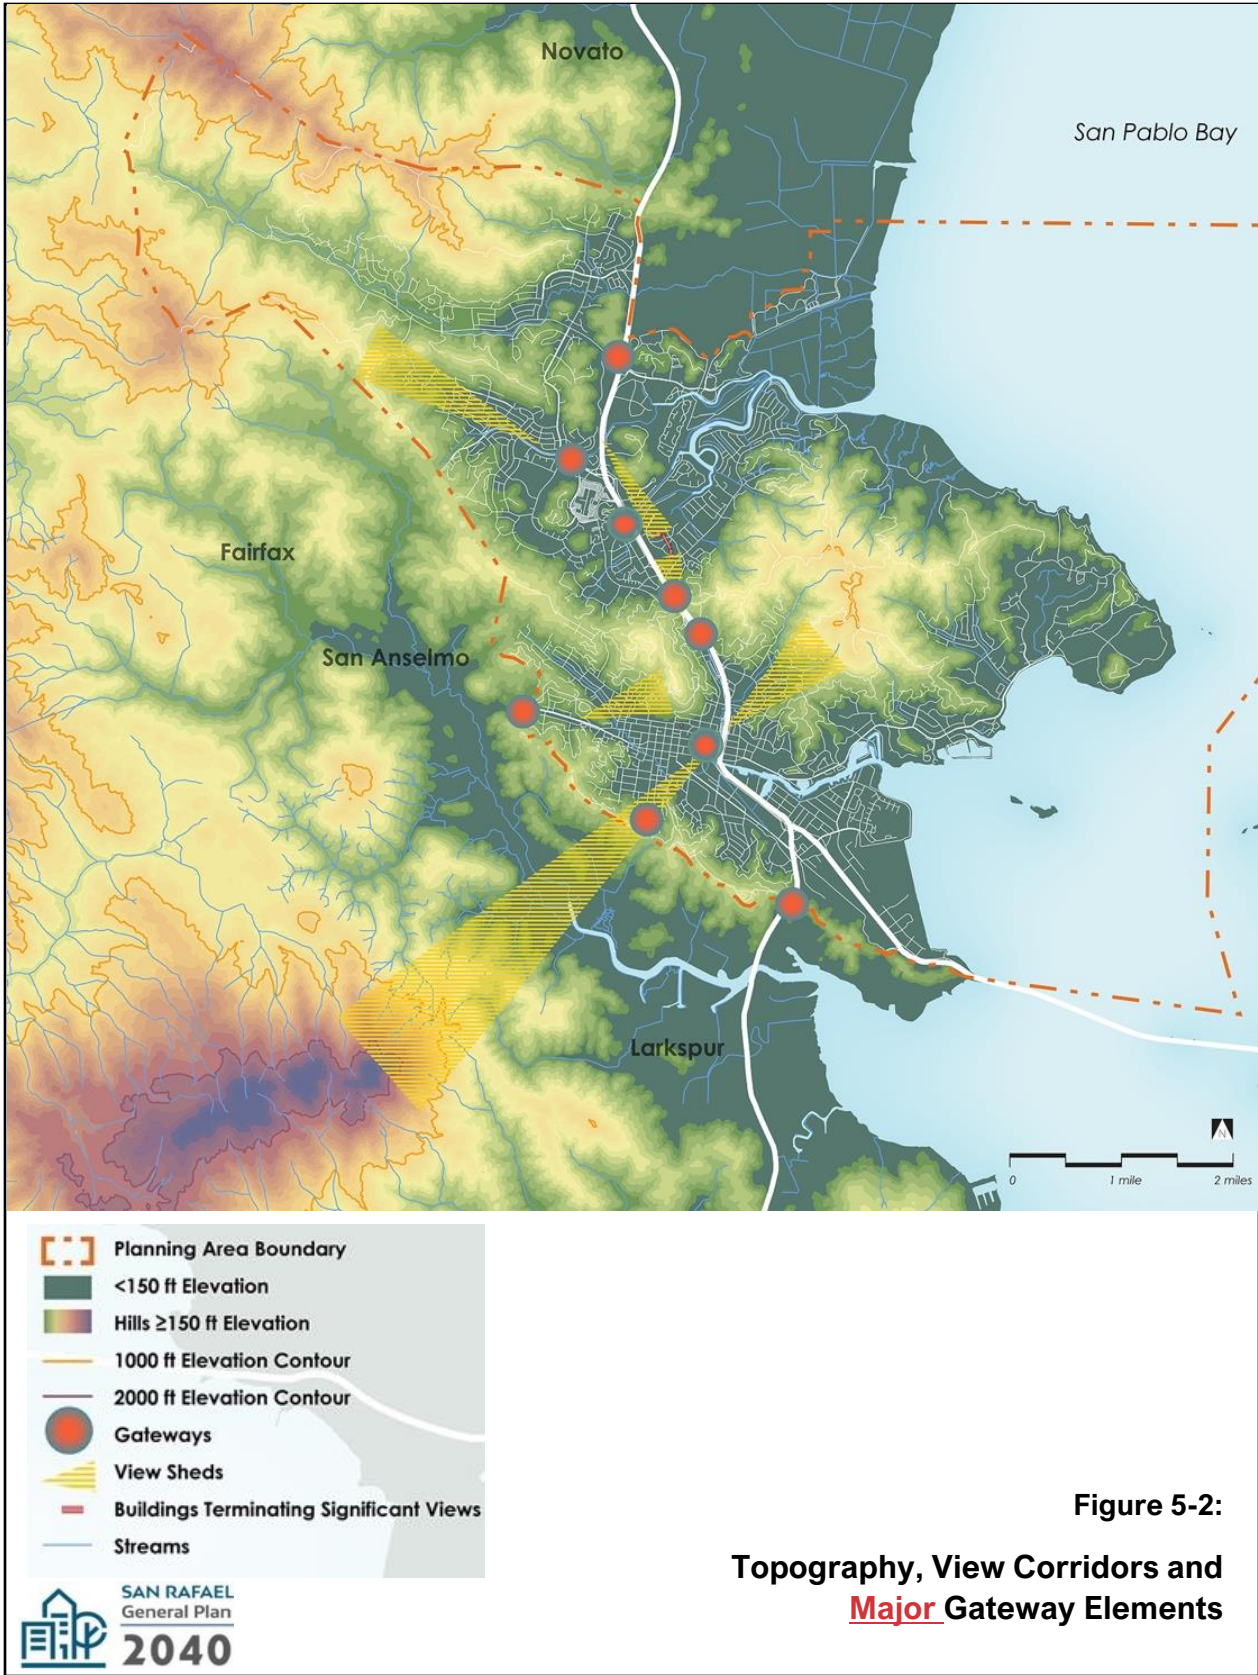 Novato
San Pablo Bay
Fairfax
San Anselmo
Larkspur
N
0 1 mile 2 miles
Planning Area Boundary
<150 ft Elevation
Hills ≥150 ft Elevation
1000 ft Elevation Contour
2000 ft Elevation Contour
Gateways
View Sheds
Buildings Terminating Significant Views
Streams
Figure 5-2:
Topography, View Corridors and
Major Gateway Elements
SAN RAFAEL
General Plan
2040